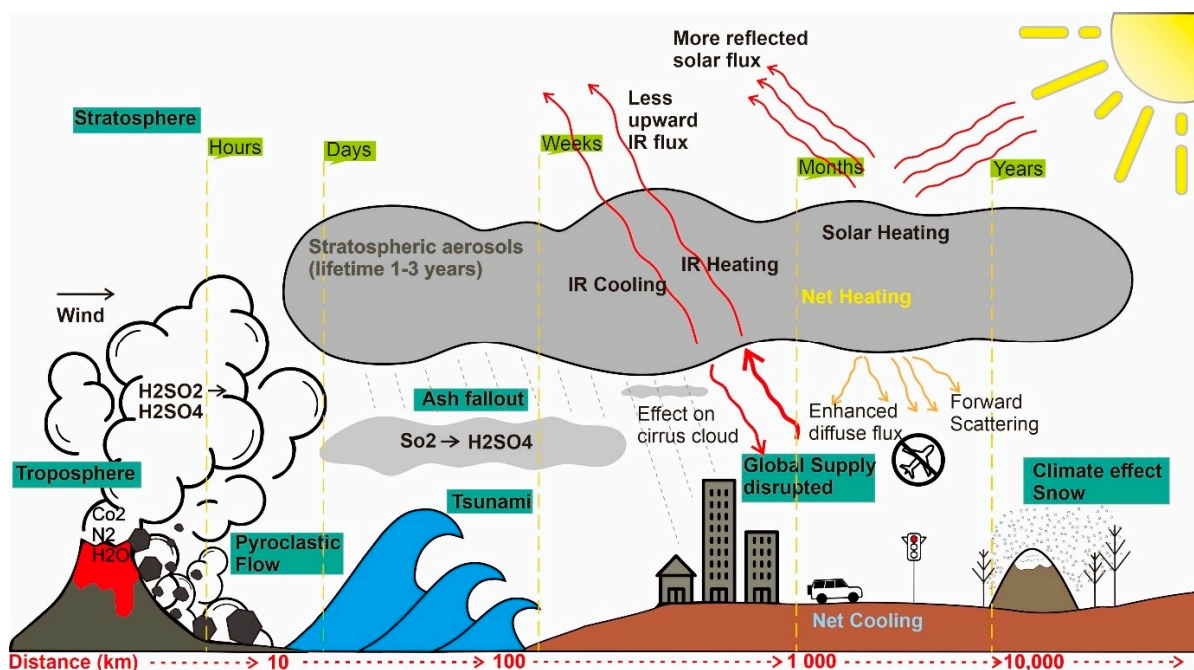 More reflected
solar flux
Less
upward
IR flux
Stratosphere
Hours
Days
Weeks
Months
Years
Stratospheric aerosols
(lifetime 1-3 years)
Solar Heating
IR Heating
IR Cooling
Net Heating
Wind
H2SO2 →
H2SO4
Ash fallout
So2 → H2SO4
Effect on
cirrus cloud
Enhanced
diffuse flux
Forward
Scattering
Troposphere
Global Supply
disrupted
Climate effect
Snow
Tsunami
Co2
N2
H2O
Pyroclastic
Flow
Net Cooling
Distance (km) 10 100 1 000 10,000